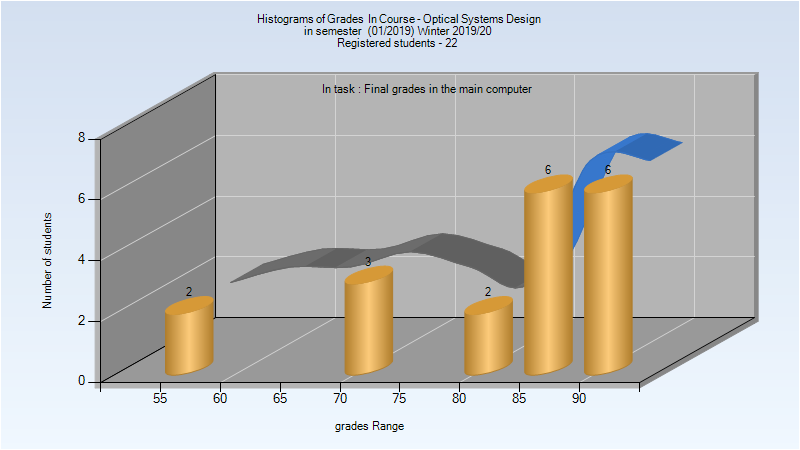 Histograms of Grades In Course - Optical Systems Design
in semester (01/2019) Winter 2019/20
Registered students - 22
In task : Final grades in the main computer
8
6
4
2
0
Number of students
2
3
2
6
6
55 60 65 70 75 80 85 90
grades Range